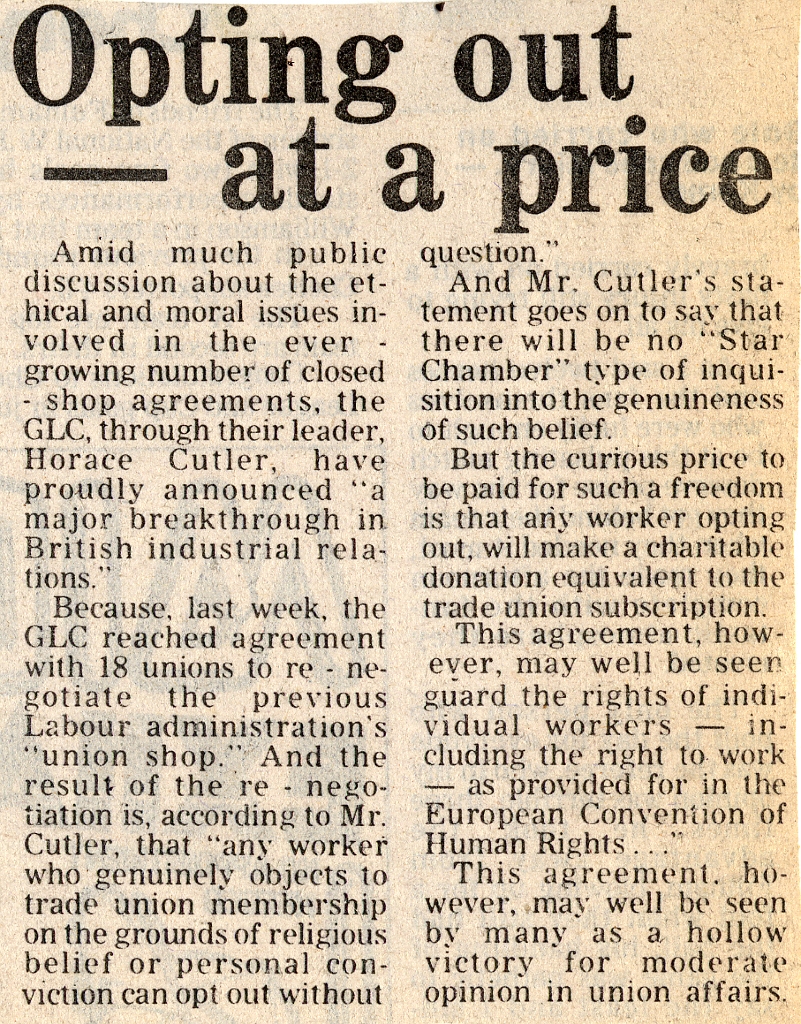 Opting out
— at a price
Amid much public
discussion about the et-
hical and moral issues in-
volved in the ever -
growing number of closed
- shop agreements, the
GLC, through their leader,
Horace Cutler, have
proudly announced "a
major breakthrough in
British industrial rela-
tions."
Because, last week, the
GLC reached agreement
with 18 unions to re - ne-
gotiate the previous
Labour administration's
"union shop." And the
result of the re - nego-
tiation is, according to Mr.
Cutler, that "any worker
who genuinely objects to
trade union membership
on the grounds of religious
belief or personal con-
viction can opt out without
question."
And Mr. Cutler's sta-
tement goes on to say that
there will be no "Star
Chamber" type of inqui-
sition into the genuineness
of such belief.
But the curious price to
be paid for such a freedom
is that any worker opting
out, will make a charitable
donation equivalent to the
trade union subscription.
This agreement, how-
ever, may well be seen
guard the rights of indi-
vidual workers — in-
cluding the right to work
— as provided for in the
European Convention of
Human Rights . . ."
This agreement, ho-
wever, may well be seen
by many as a hollow
victory for moderate
opinion in union affairs.